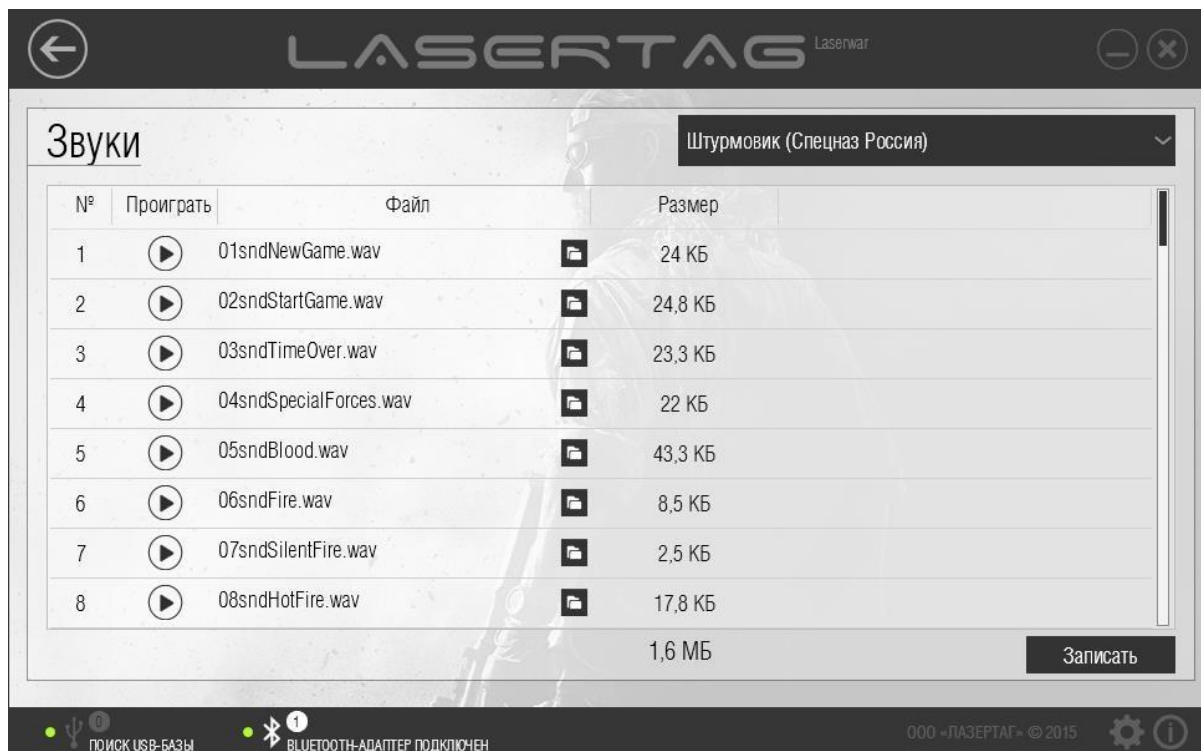 LASERTAG Laserwar
Звуки
Штурмовик (Спецназ Россия)
№ Проиграть Файл Размер
1 01sndNewGame.wav 24 КБ
2 02sndStartGame.wav 24,8 КБ
3 03sndTimeOver.wav 23,3 КБ
4 04sndSpecialForces.wav 22 КБ
5 05sndBlood.wav 43,3 КБ
6 06sndFire.wav 8,5 КБ
7 07sndSilentFire.wav 2,5 КБ
8 08sndHotFire.wav 17,8 КБ
1,6 МБ
Записать
0 ПОИСК USB-БАЗЫ
1 BLUETOOTH-АДАПТЕР ПОДКЛЮЧЕН
ООО «ЛАЗЕРТАГ» © 2015